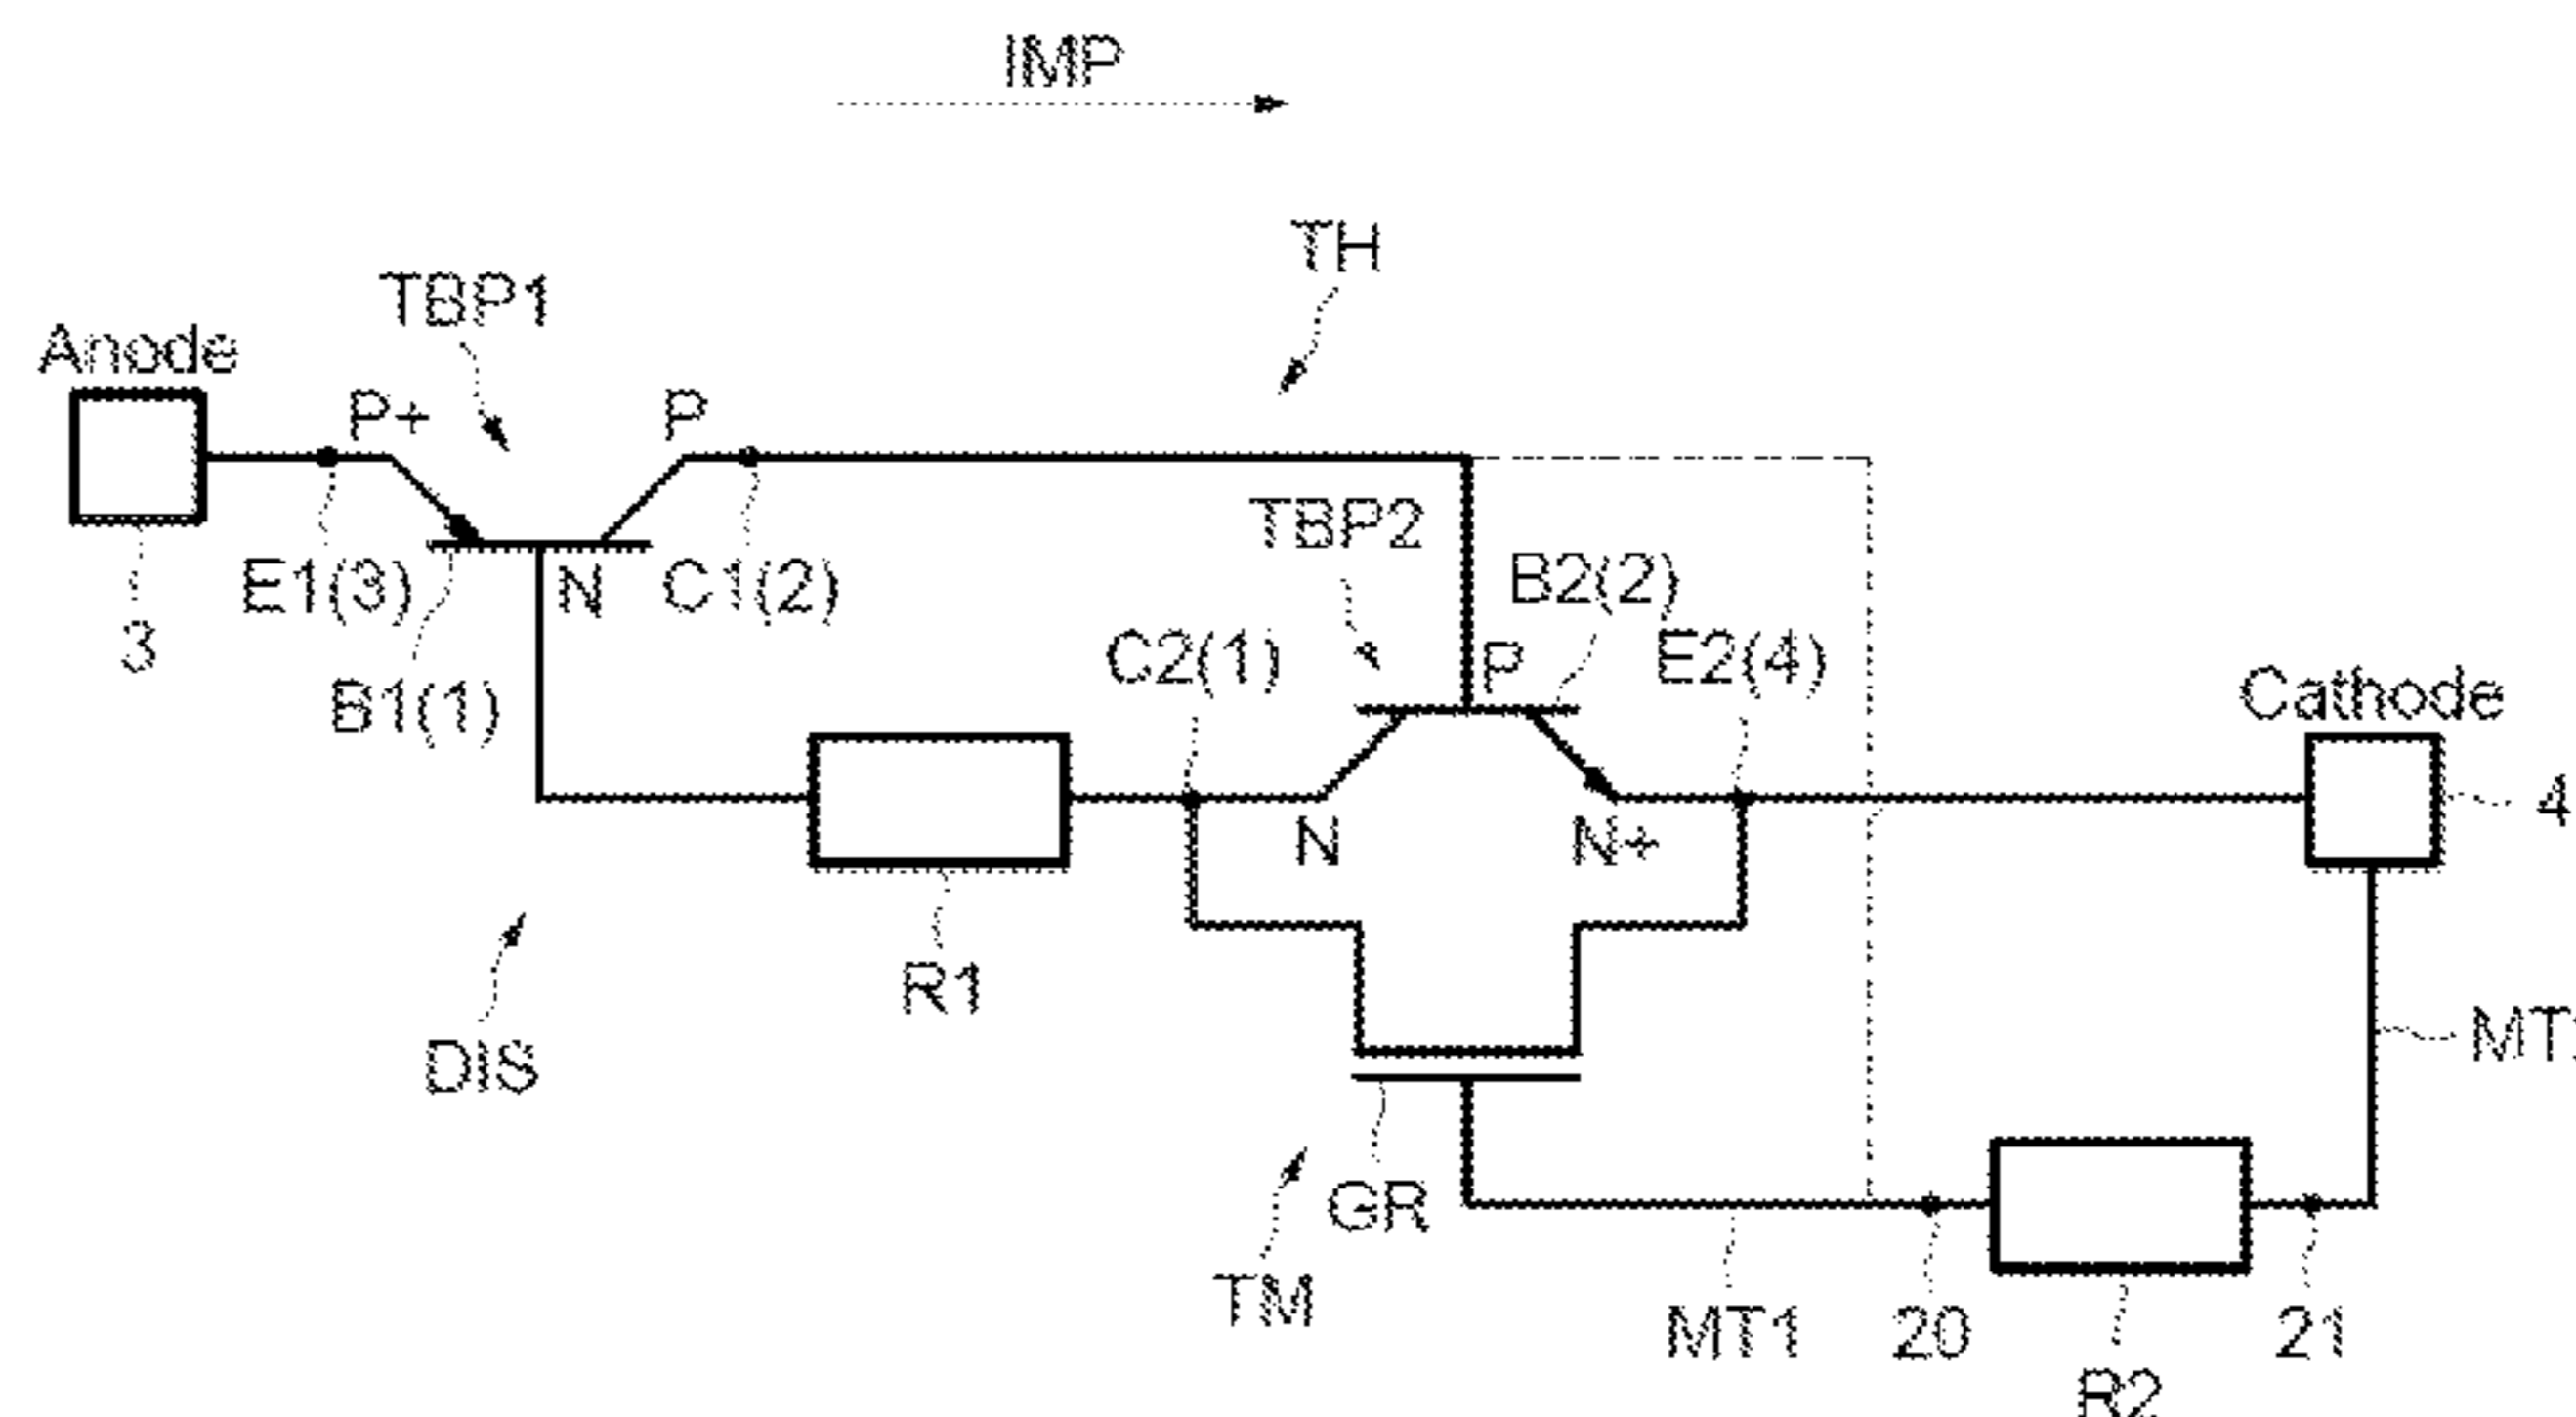 IMP
TH
TBP1
Anode
P+
P
TBP2
B2(2)
E1(3)
N
C1(2)
3
C2(1)
P
E2(4)
B1(1)
Cathode
4
N
N+
R1
DIS
GR
TM
MT1
20
21
R2